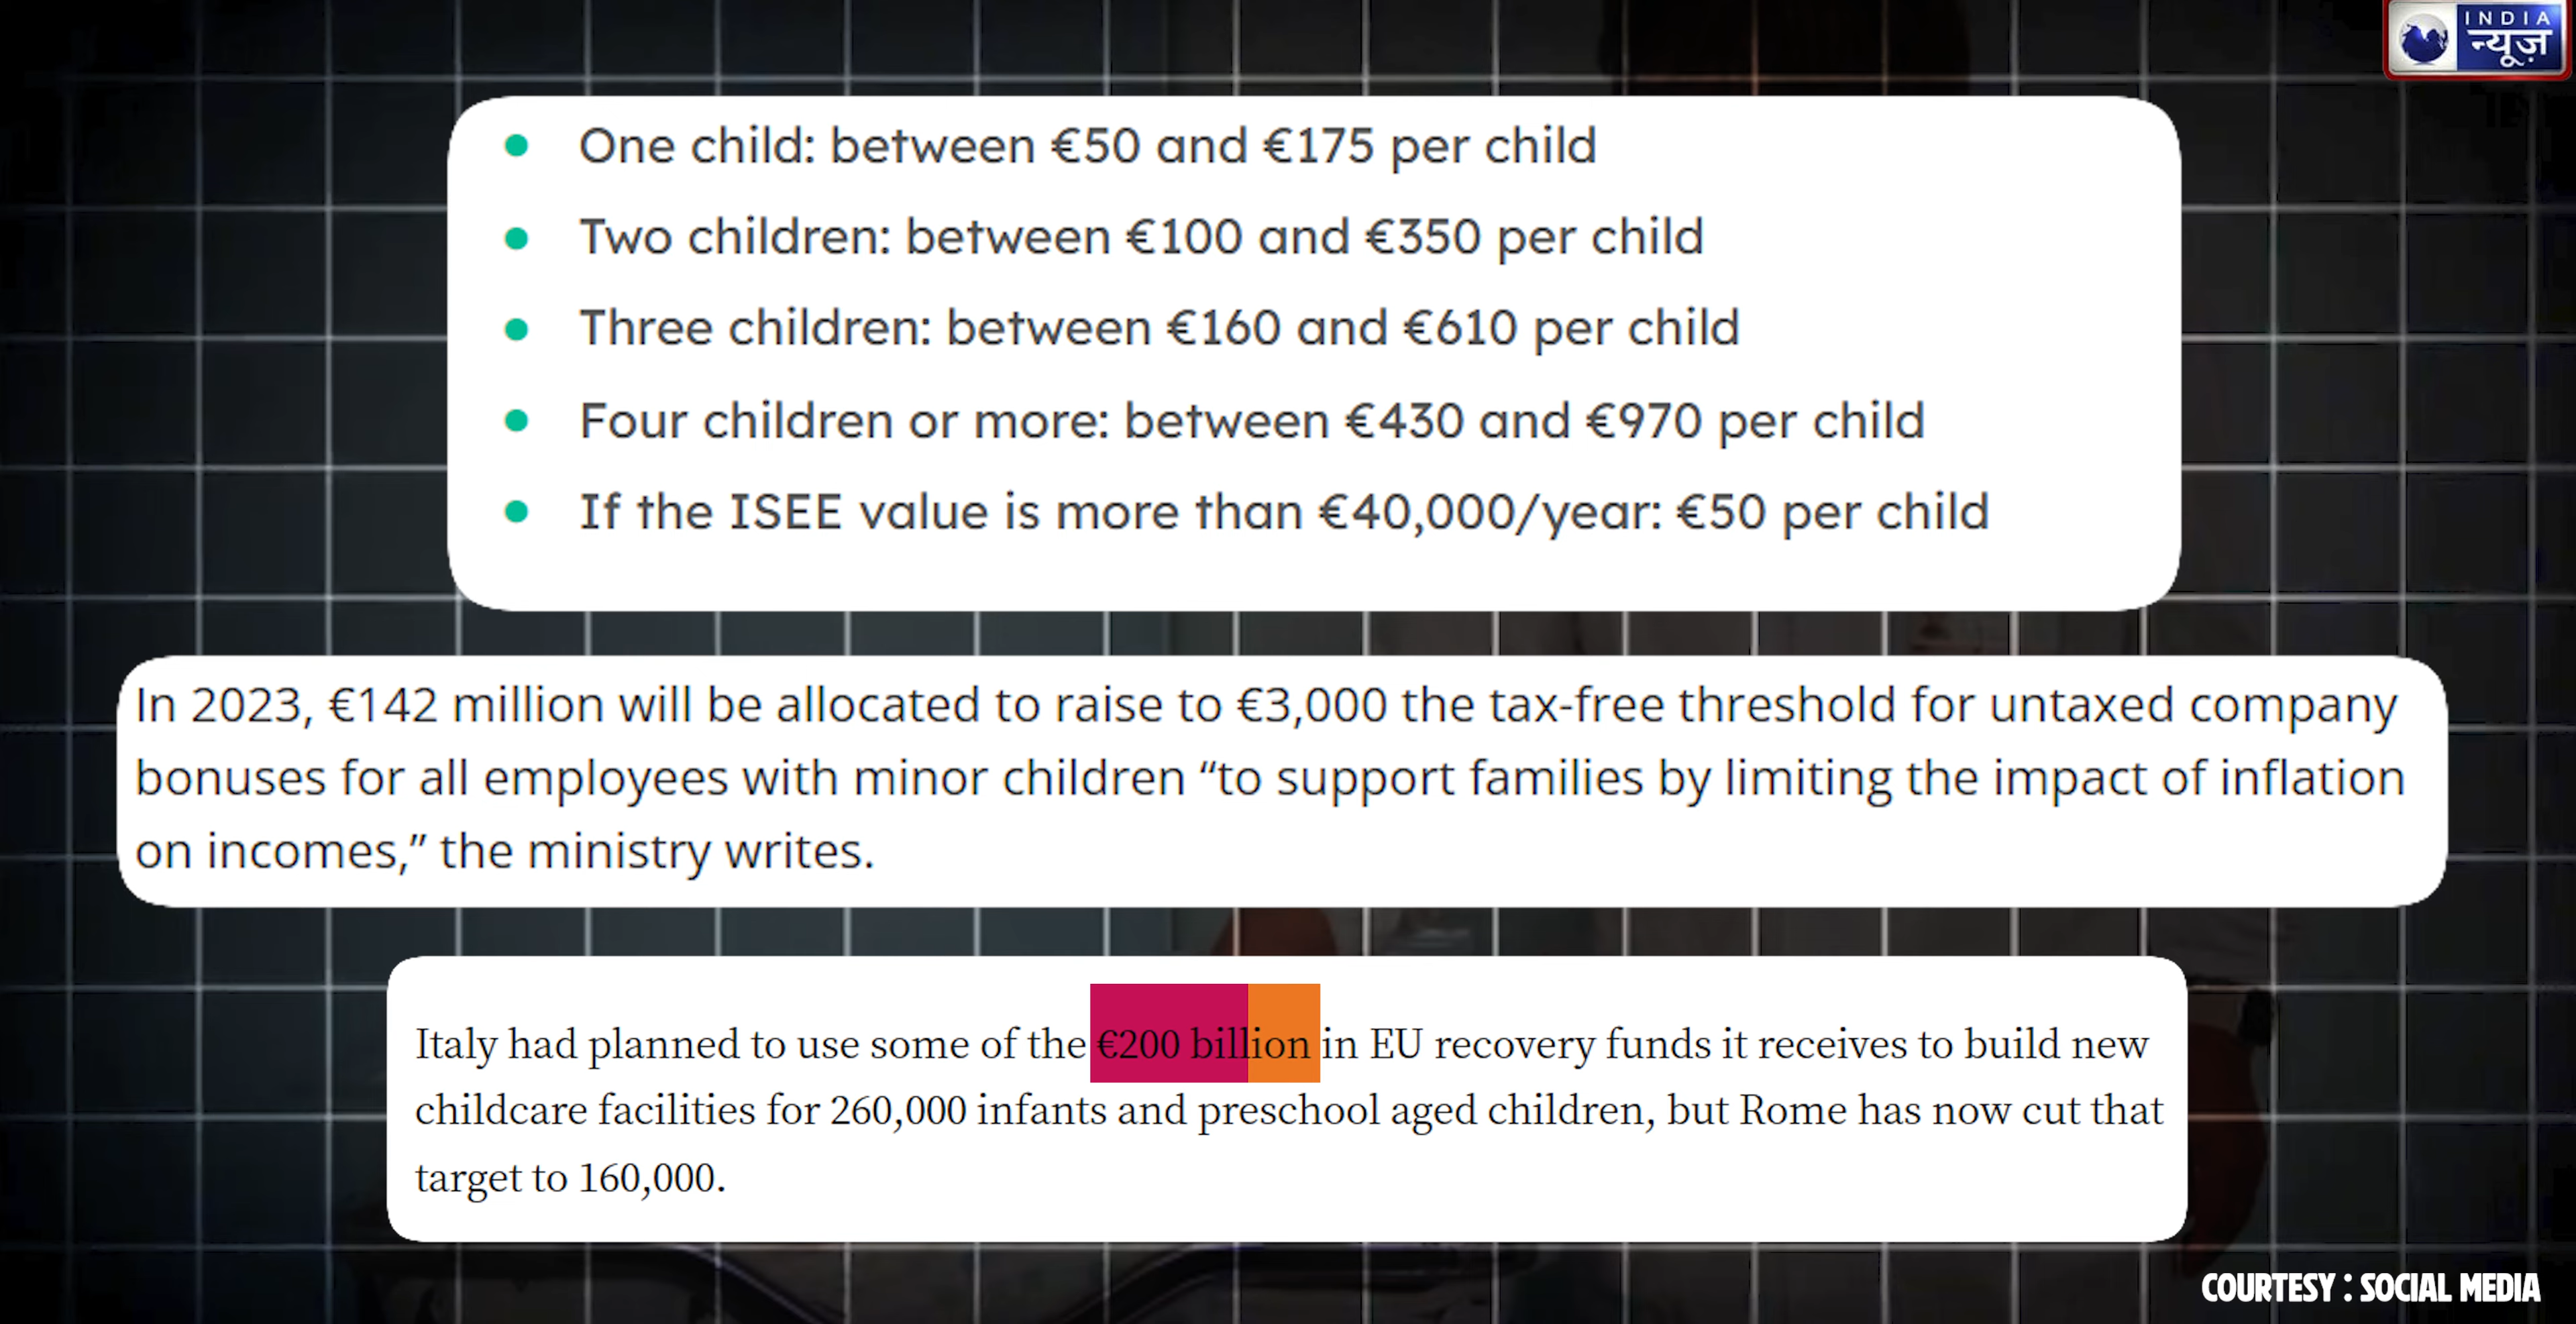 INDIA
न्यूज़
One child: between €50 and €175 per child
Two children: between €100 and €350 per child
Three children: between €160 and €610 per child
Four children or more: between €430 and €970 per child
If the ISEE value is more than €40,000/year: €50 per child
In 2023, €142 million will be allocated to raise to €3,000 the tax-free threshold for untaxed company
bonuses for all employees with minor children “to support families by limiting the impact of inflation
on incomes,” the ministry writes.
Italy had planned to use some of the €200 billion in EU recovery funds it receives to build new
childcare facilities for 260,000 infants and preschool aged children, but Rome has now cut that
target to 160,000.
COURTESY : SOCIAL MEDIA